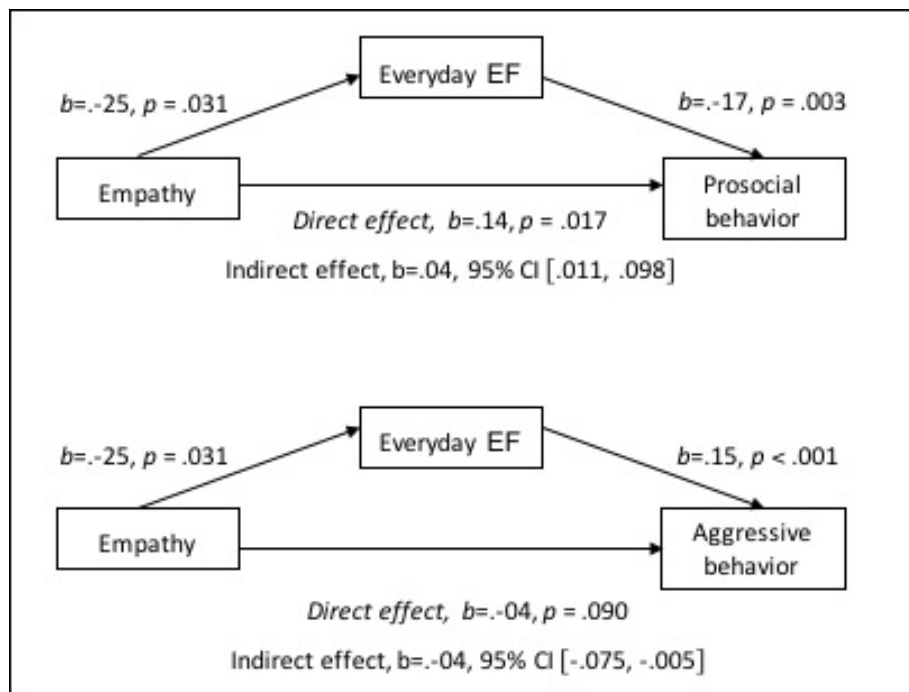 Everyday EF
b=.-25, p = .031
b=.-17, p = .003
Empathy
Prosocial
behavior
Direct effect, b=.14, p = .017
Indirect effect, b=.04, 95% CI [.011, .098]
Everyday EF
b=.-25, p = .031
b=.15, p < .001
Empathy
Aggressive
behavior
Direct effect, b=.-04, p = .090
Indirect effect, b=.-04, 95% CI [-.075, -.005]